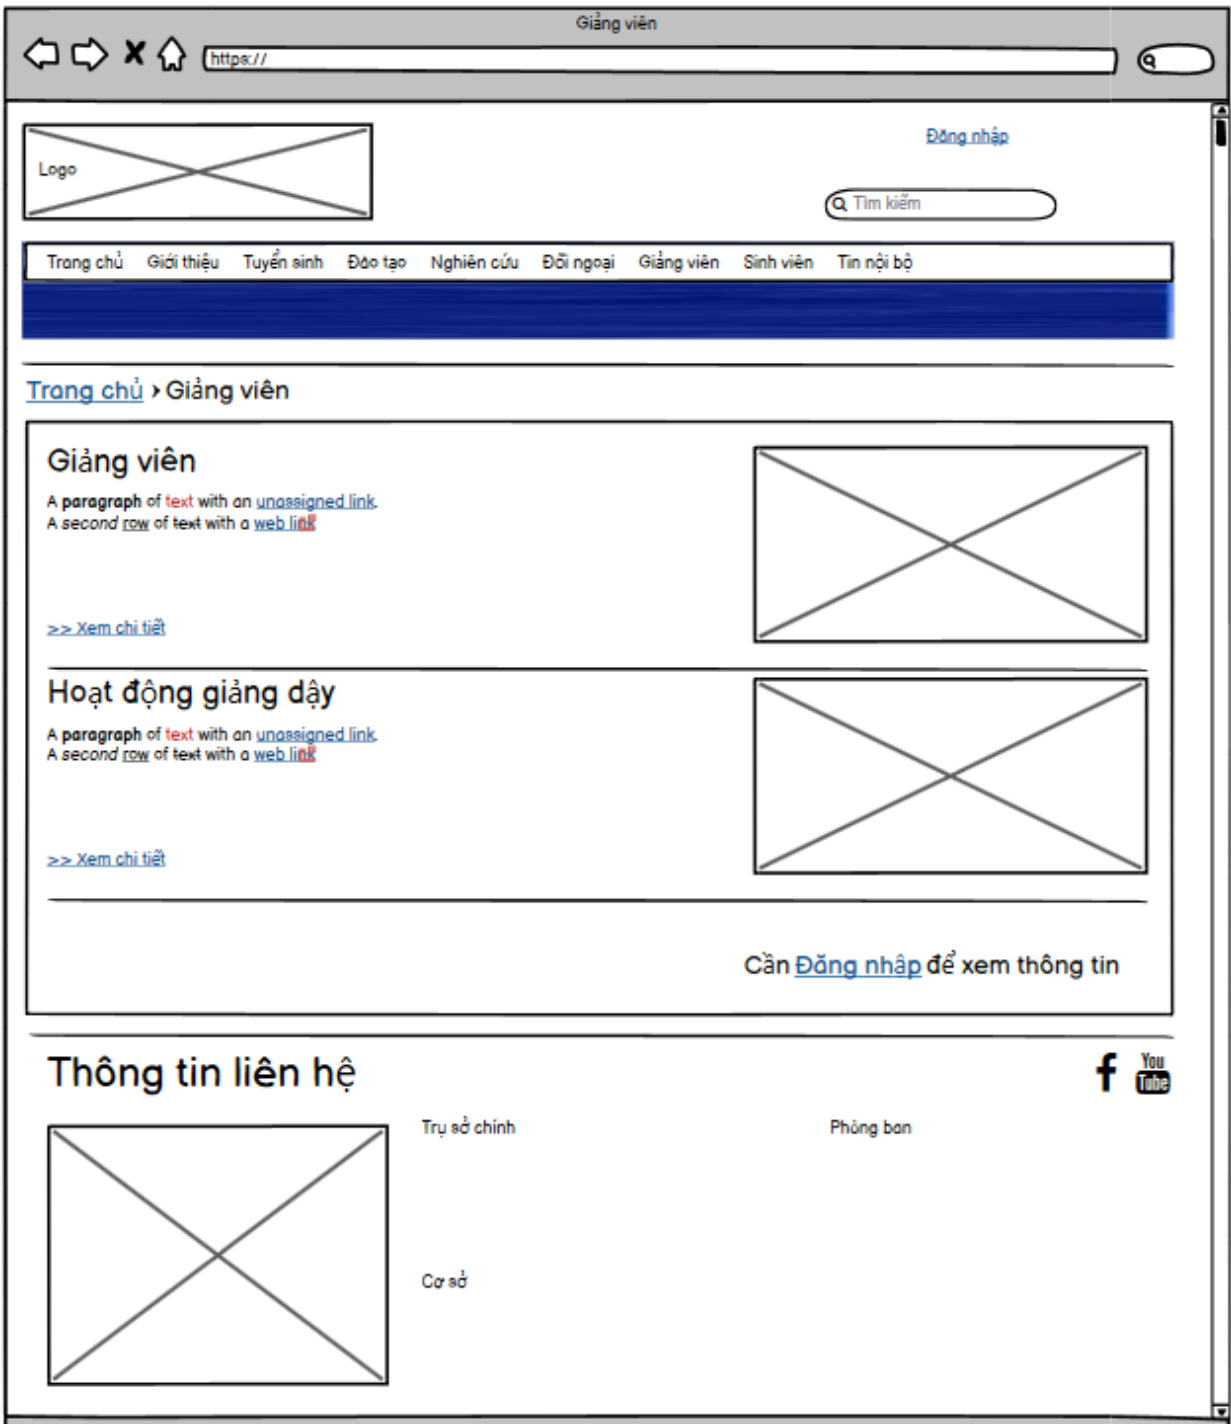 Giảng viên
https://
Đăng nhập
Logo
Tìm kiếm
Trang chủ Giới thiệu Tuyển sinh Đào tạo Nghiên cứu Đối ngoại Giảng viên Sinh viên Tin nội bộ
Trang chủ › Giảng viên
Giảng viên
A paragraph of text with an unassigned link.
A second row of text with a web link
>> Xem chi tiết
Hoạt động giảng dậy
A paragraph of text with an unassigned link.
A second row of text with a web link
>> Xem chi tiết
Cần Đăng nhập để xem thông tin
Thông tin liên hệ
You
Tube
Trụ sở chính
Phòng ban
Cơ sở